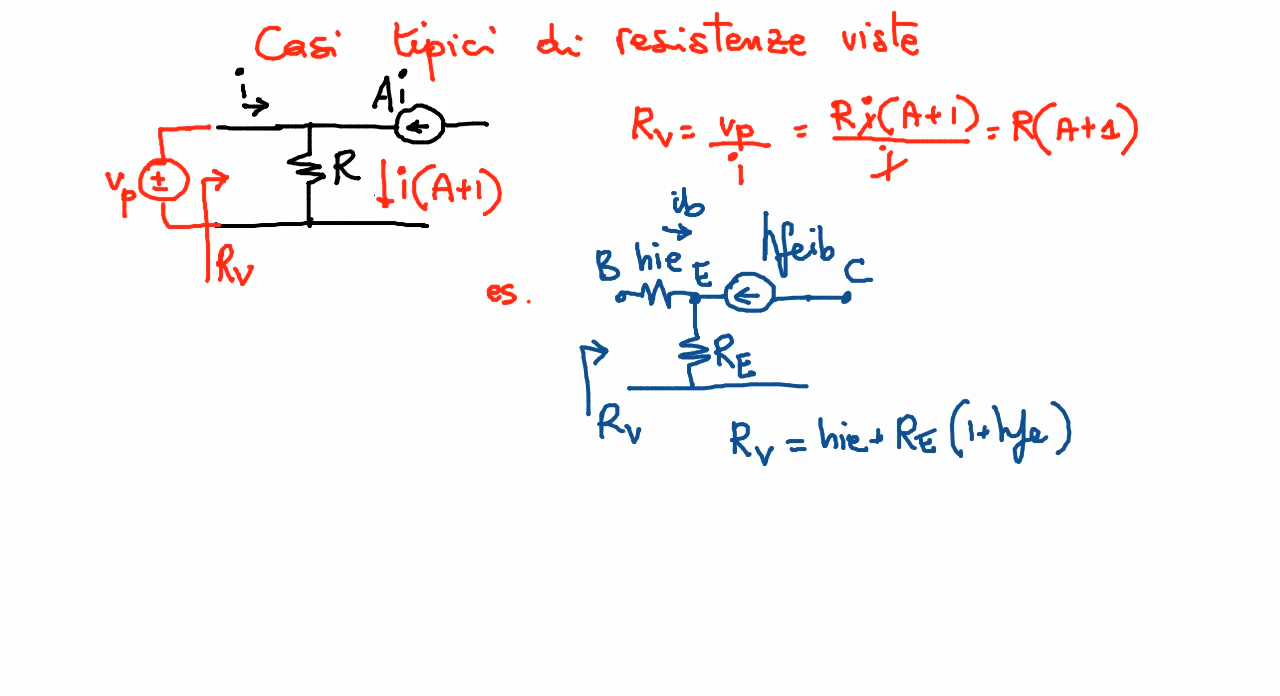 Casi tipici di resistenze viste
i
Ai
R
i(A+1)
vp
±
Rv
Rv = vp / i = Ri(A+1) / i = R(A+1)
es.
ib
B hie E hfeib C
RE
Rv
Rv = hie + RE (1+hfe)